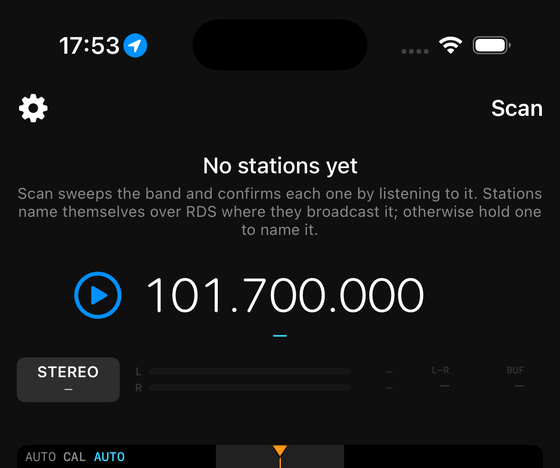 17:53
Scan
No stations yet
Scan sweeps the band and confirms each one by listening to it. Stations
name themselves over RDS where they broadcast it; otherwise hold one
to name it.
101.700.000
—
STEREO
—
L — L−R BUF
R — — —
AUTO CAL AUTO